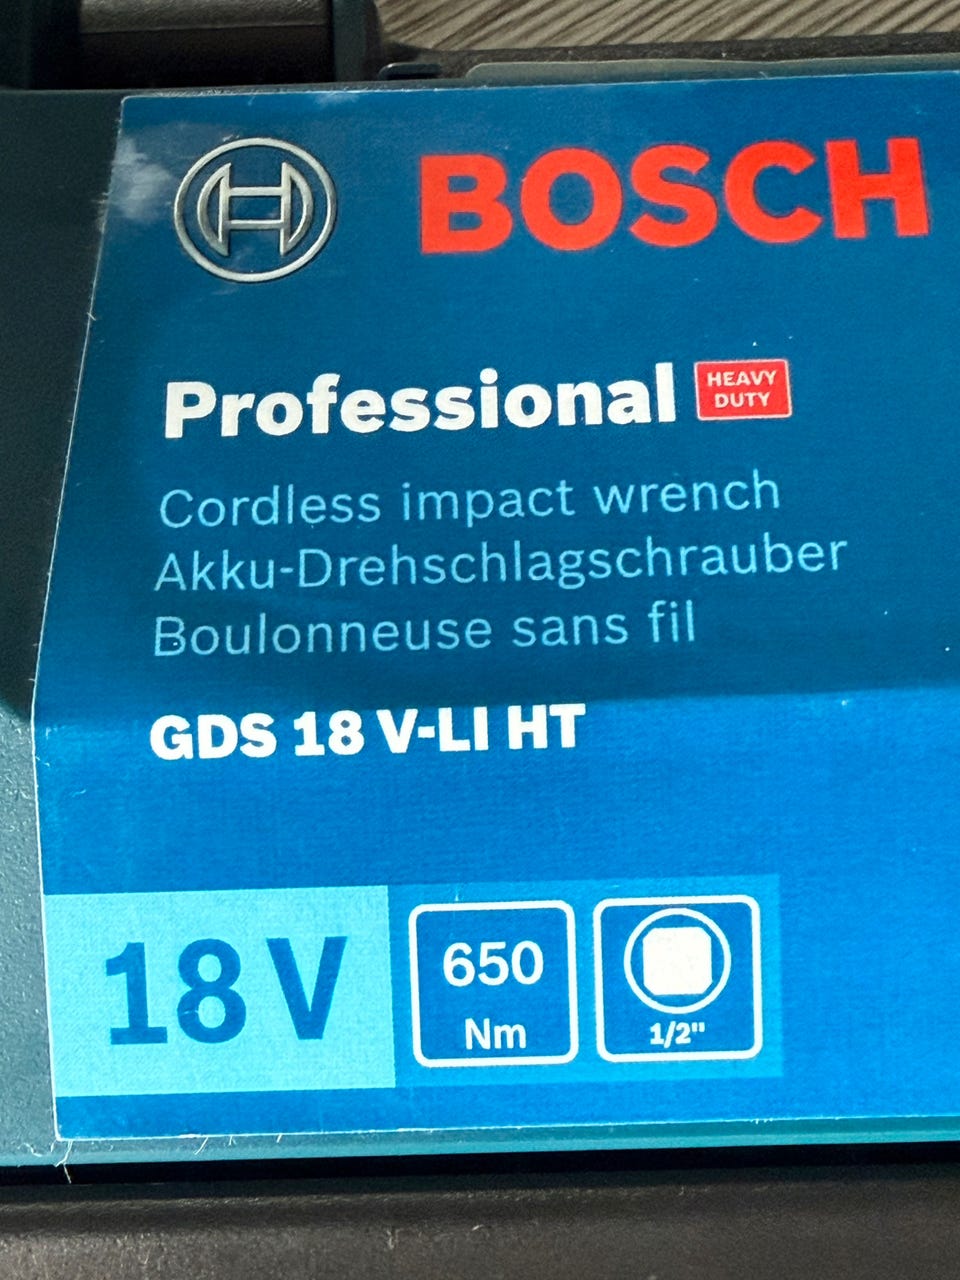 BOSCH
Professional HEAVY DUTY
Cordless impact wrench
Akku-Drehschlagschrauber
Boulonneuse sans fil
GDS 18 V-LI HT
18 V
650
Nm
1/2"